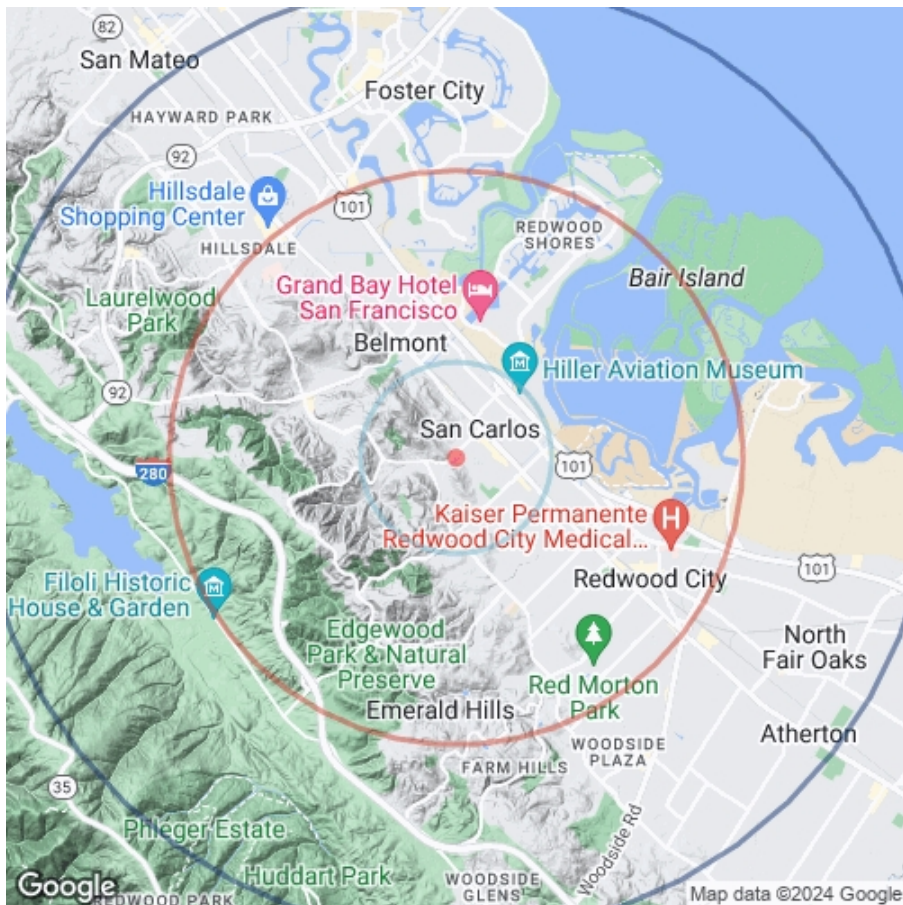 82
San Mateo
Foster City
HAYWARD PARK
92
Hillsdale
Shopping Center
101
HILLSDALE
REDWOOD
SHORES
Bair Island
Grand Bay Hotel
San Francisco
Laurelwood
Park
Belmont
Hiller Aviation Museum
92
San Carlos
101
280
Kaiser Permanente
Redwood City Medical...
Redwood City
101
Filoli Historic
House & Garden
Edgewood
Park & Natural
Preserve
North
Fair Oaks
Red Morton
Park
Emerald Hills
Atherton
WOODSIDE
PLAZA
FARM HILLS
35
Phleger Estate
Woodside Rd
Huddart Park
WOODSIDE
GLENS
Google
REDWOOD PARK
Map data ©2024 Google